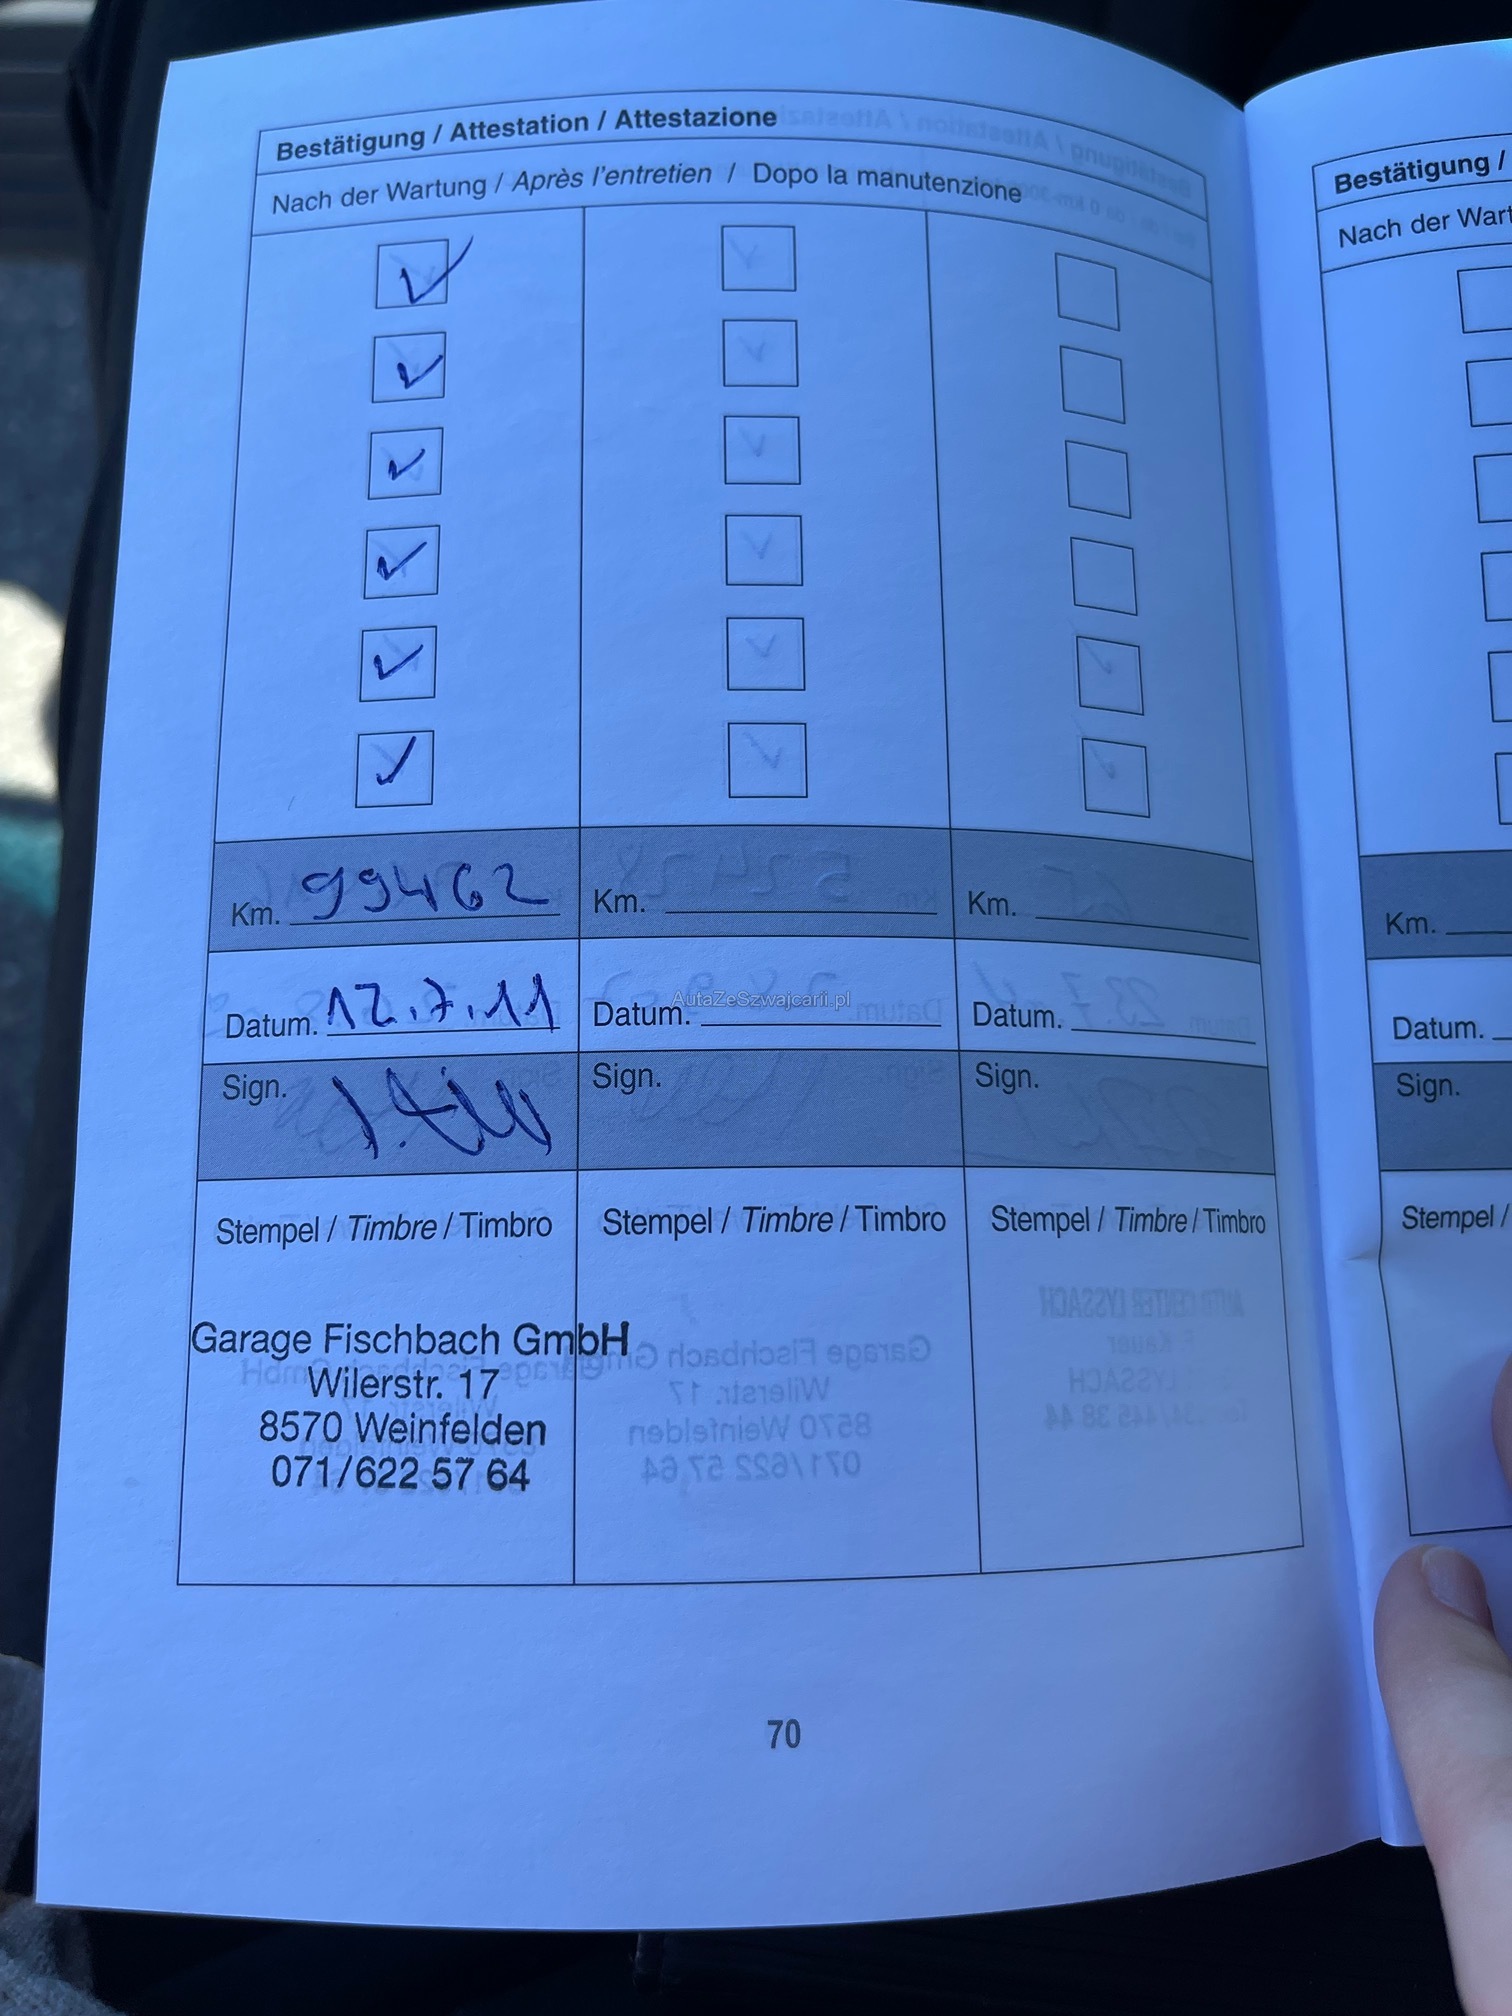 Bestätigung / Attestation / Attestazione
Nach der Wartung / Après l'entretien / Dopo la manutenzione
Km. 99462
Km.
Km.
Datum. 12.7.11
Datum.
Datum.
AutaZeSzwajcarii.pl
Sign.
Sign.
Sign.
Stempel / Timbre / Timbro
Stempel / Timbre / Timbro
Stempel / Timbre / Timbro
Garage Fischbach GmbH
Wilerstr. 17
8570 Weinfelden
071/622 57 64
70
Bestätigung /
Nach der Wart
Km.
Datum.
Sign.
Stempel /